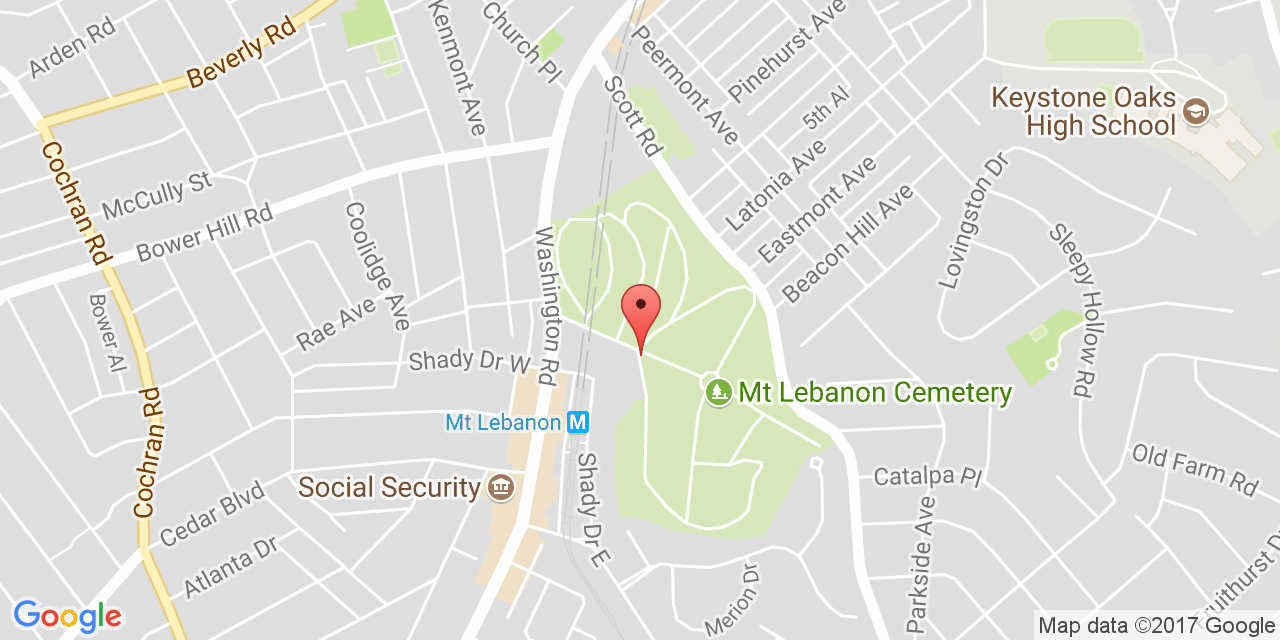 Arden Rd
Beverly Rd
Kenmont Ave
Church Pl
Peermont Ave
Pinehurst Ave
5th Al
Scott Rd
Keystone Oaks
High School
Cochran Rd
McCully St
Bower Hill Rd
Coolidge Ave
Washington Rd
Latonia Ave
Eastmont Ave
Beacon Hill Ave
Lovingston Dr
Sleepy Hollow Rd
Bower Al
Rae Ave
Shady Dr W
Mt Lebanon Cemetery
Cochran Rd
Mt Lebanon
M
Social Security
Shady Dr E
Cedar Blvd
Atlanta Dr
Catalpa Pl
Old Farm Rd
Parkside Ave
Merion Dr
Google
Map data ©2017 Google